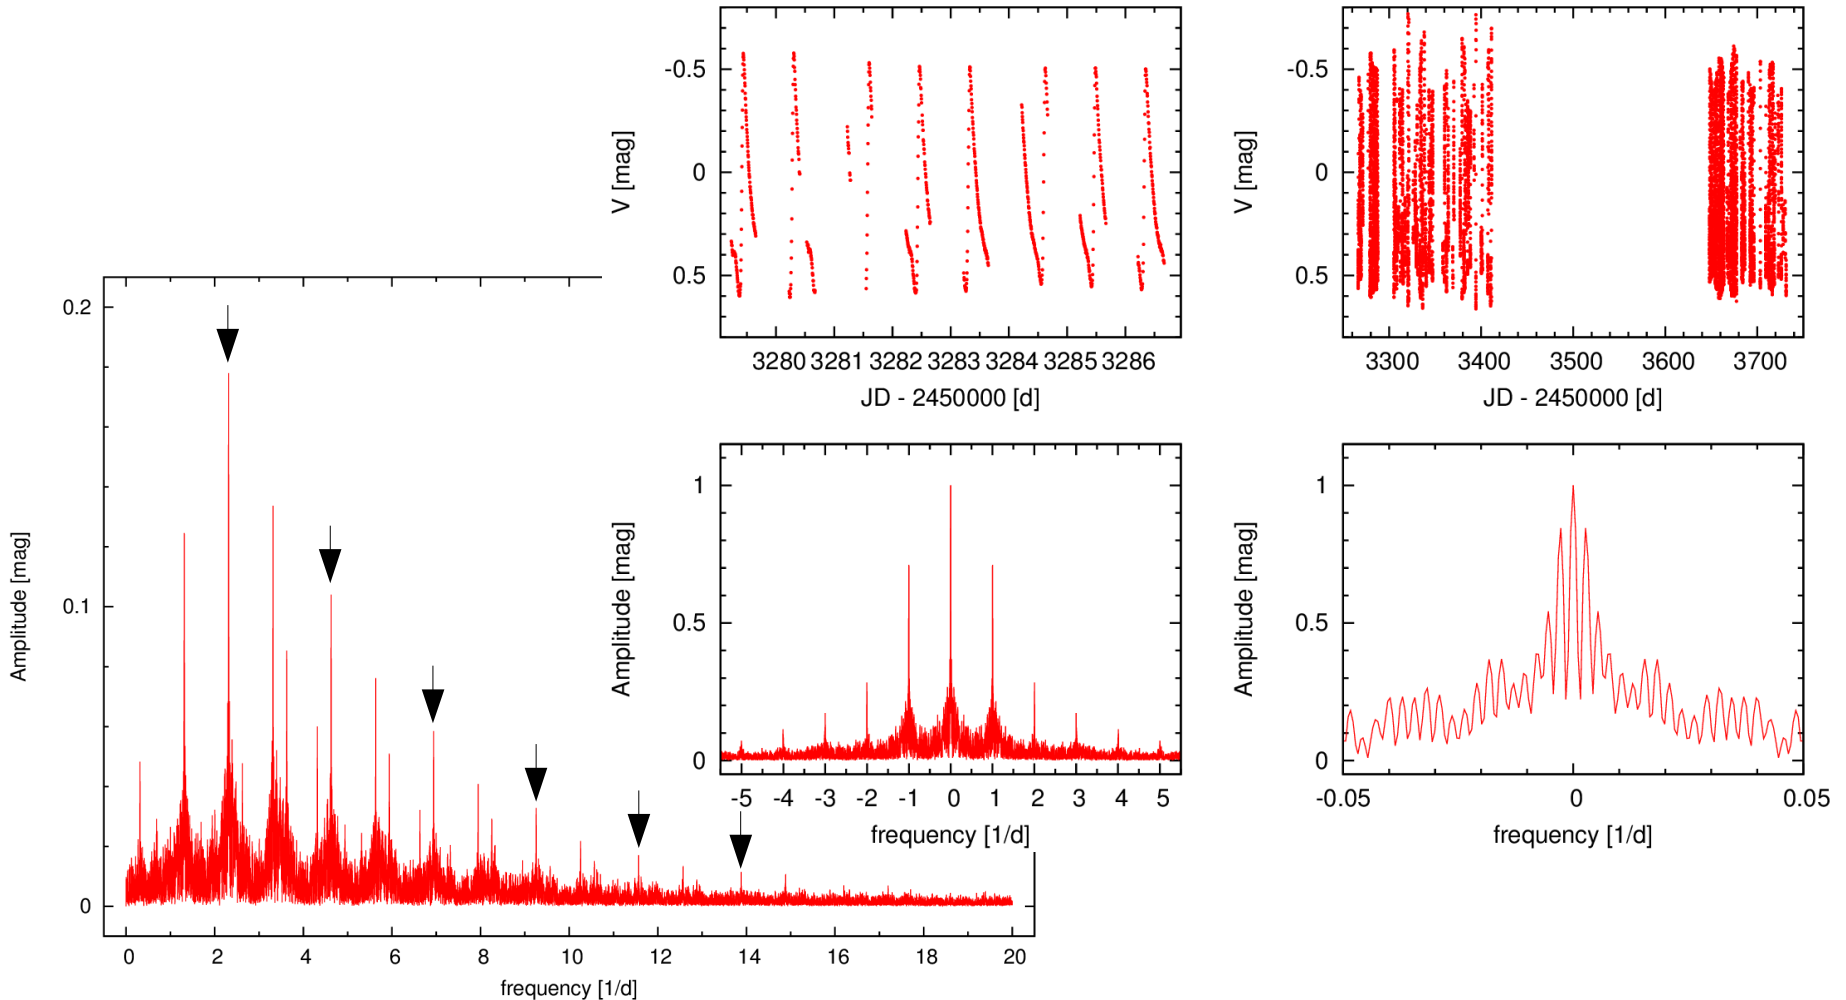 -0.5
0
0.5
V [mag]
3280 3281 3282 3283 3284 3285 3286
JD - 2450000 [d]
-0.5
0
0.5
V [mag]
3300 3400 3500 3600 3700
JD - 2450000 [d]
0.2
0.1
0
Amplitude [mag]
0 2 4 6 8 10 12 14 16 18 20
frequency [1/d]
1
0.5
0
Amplitude [mag]
-5 -4 -3 -2 -1 0 1 2 3 4 5
frequency [1/d]
1
0.5
0
Amplitude [mag]
-0.05 0 0.05
frequency [1/d]